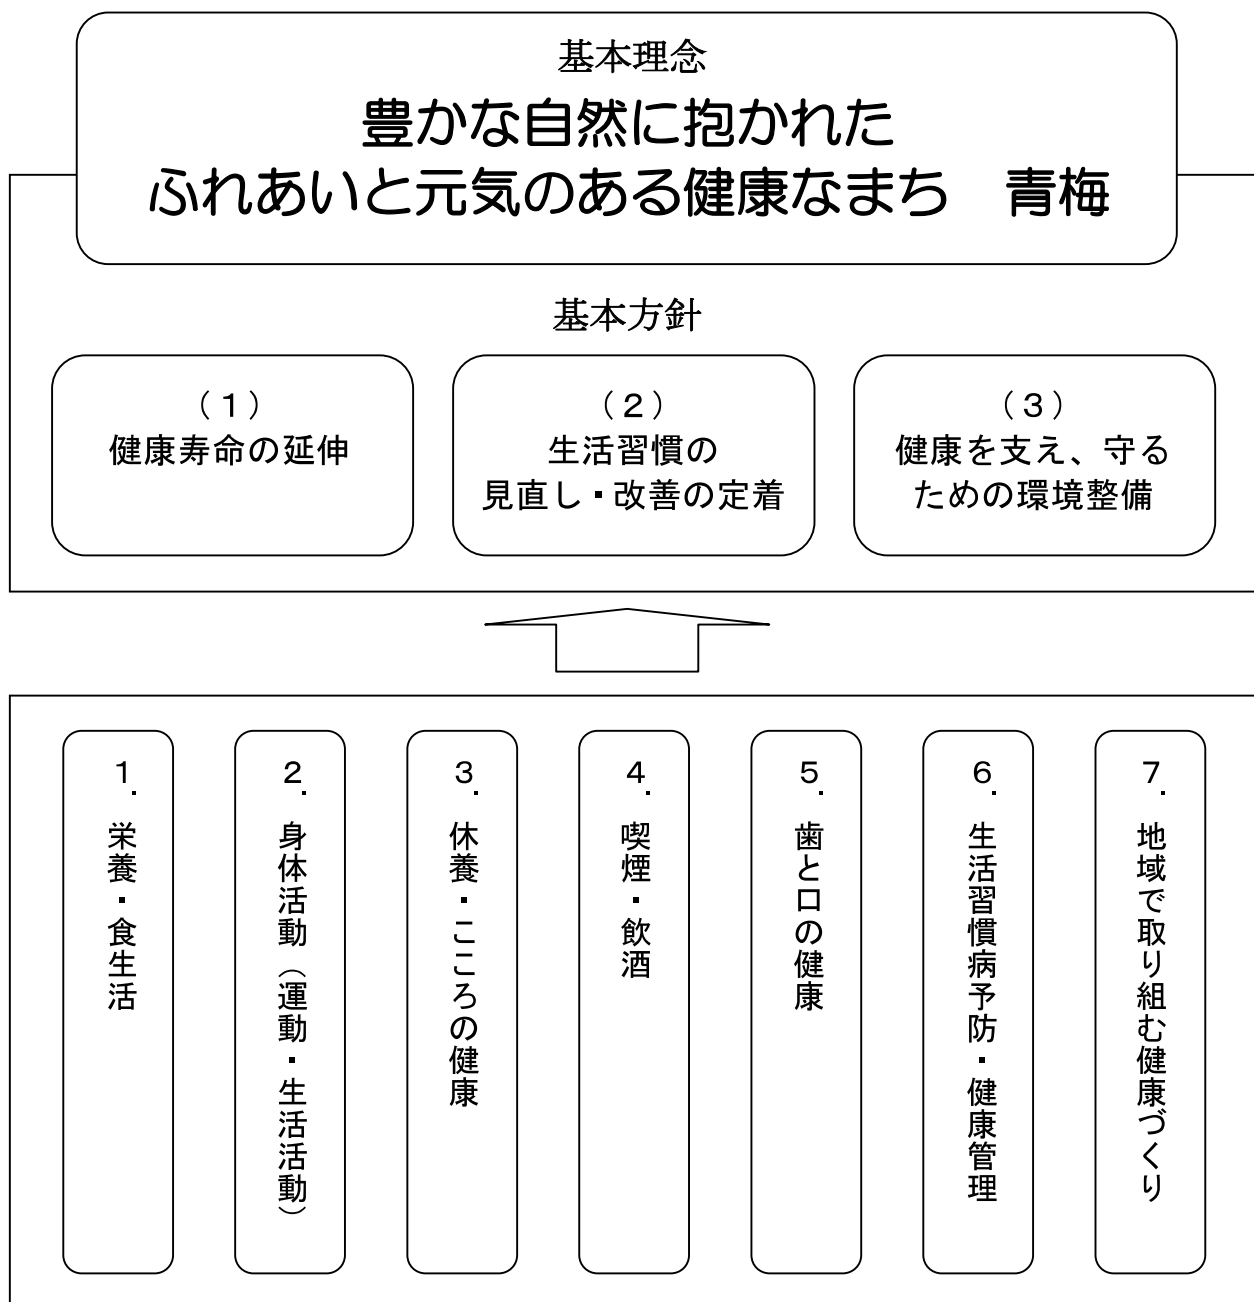 基本理念
豊かな自然に抱かれた
ふれあいと元気のある健康なまち　青梅
基本方針
（１）
健康寿命の延伸
（２）
生活習慣の
見直し・改善の定着
（３）
健康を支え、守る
ための環境整備
１．栄養・食生活
２．身体活動（運動・生活活動）
３．休養・こころの健康
４．喫煙・飲酒
５．歯と口の健康
６．生活習慣病予防・健康管理
７．地域で取り組む健康づくり